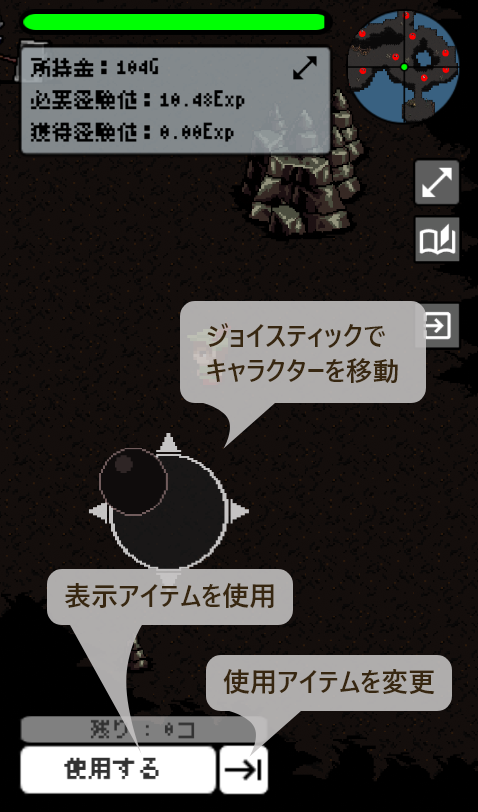 所持金：104G
必要経験値：10.48Exp
獲得経験値：0.00Exp
ジョイスティックで
キャラクターを移動
表示アイテムを使用
使用アイテムを変更
残り：0コ
使用する